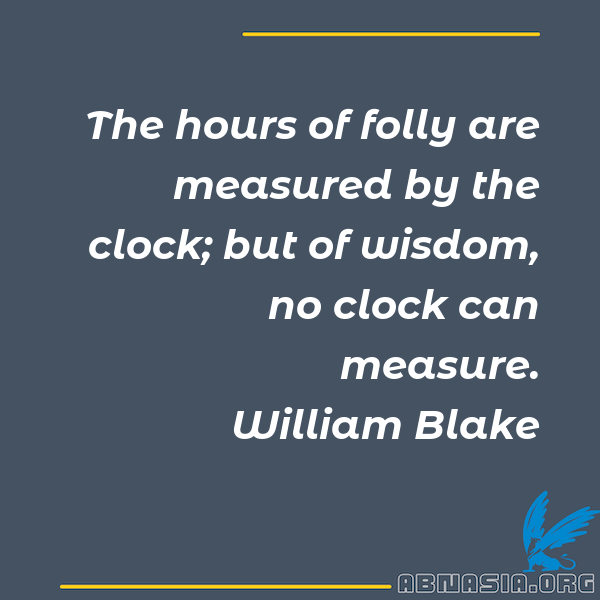 The hours of folly are
measured by the
clock; but of wisdom,
no clock can
measure.
William Blake
ABNASIA.ORG